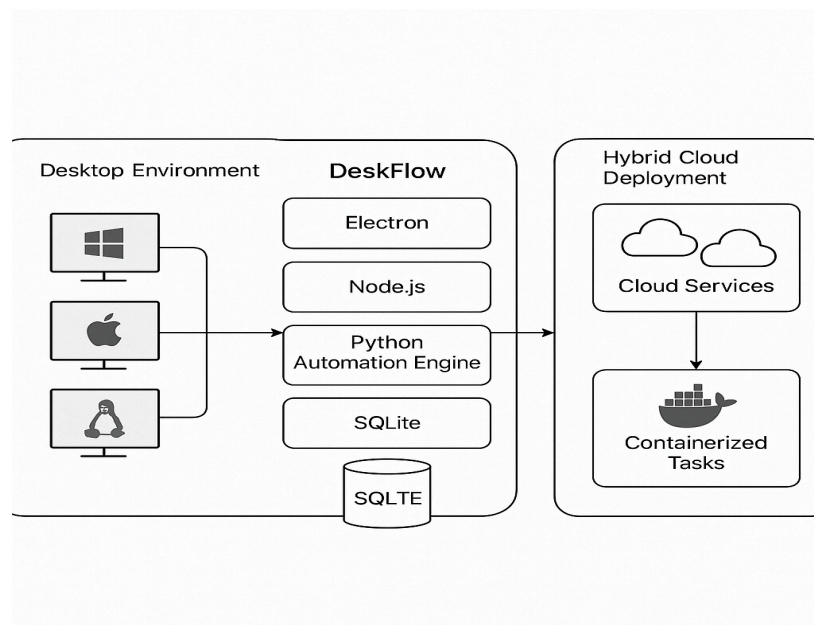 Desktop Environment
DeskFlow
Electron
Node.js
Python
Automation Engine
SQLite
SQLTE
Hybrid Cloud
Deployment
Cloud Services
Containerized
Tasks